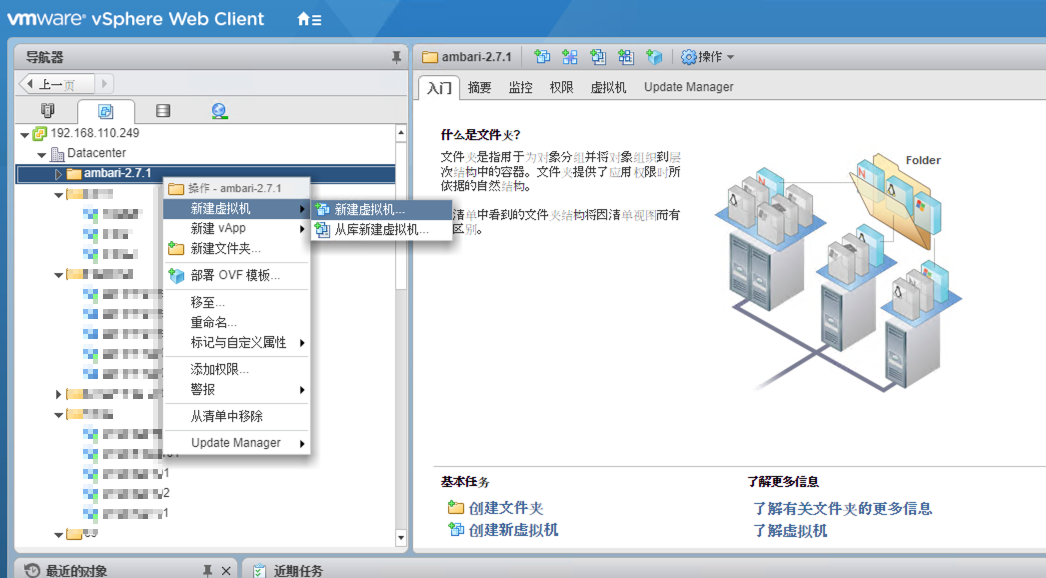 vmware® vSphere Web Client
导航器
上一页
192.168.110.249
Datacenter
ambari-2.7.1
操作 - ambari-2.7.1
新建虚拟机
新建 vApp
新建文件夹...
部署 OVF 模板...
移至...
重命名...
标记与自定义属性
添加权限...
警报
从清单中移除
Update Manager
新建虚拟机...
从库新建虚拟机...
ambari-2.7.1
操作
入门
摘要
监控
权限
虚拟机
Update Manager
什么是文件夹?
文件夹是指用于为对象分组并将对象组织到层
次结构中的容器。文件夹提供了应用权限时所
依据的自然结构。
清单中看到的文件夹结构将因清单视图而有
区别。
Folder
基本任务
创建文件夹
创建新虚拟机
了解更多信息
了解有关文件夹的更多信息
了解虚拟机
最近的对象
近期任务